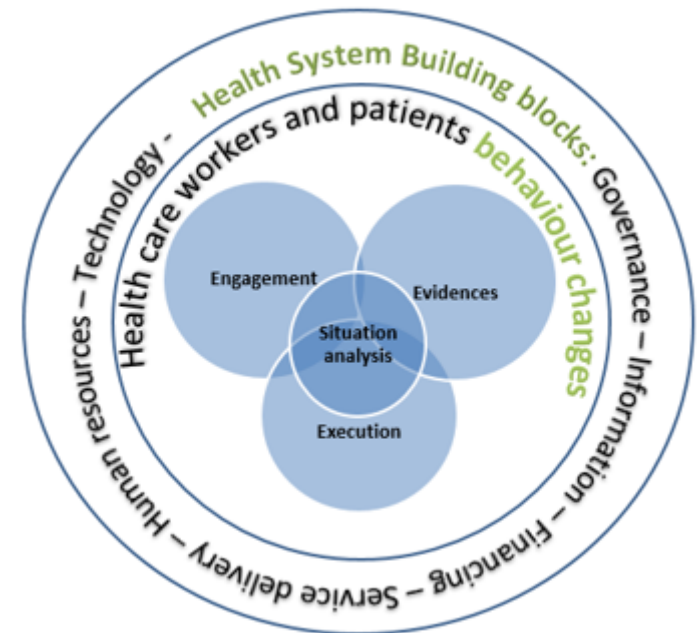 Health System Building blocks: Governance – Information – Financing – Service delivery – Human resources – Technology -
Health care workers and patients behaviour changes
Engagement
Evidences
Situation
analysis
Execution